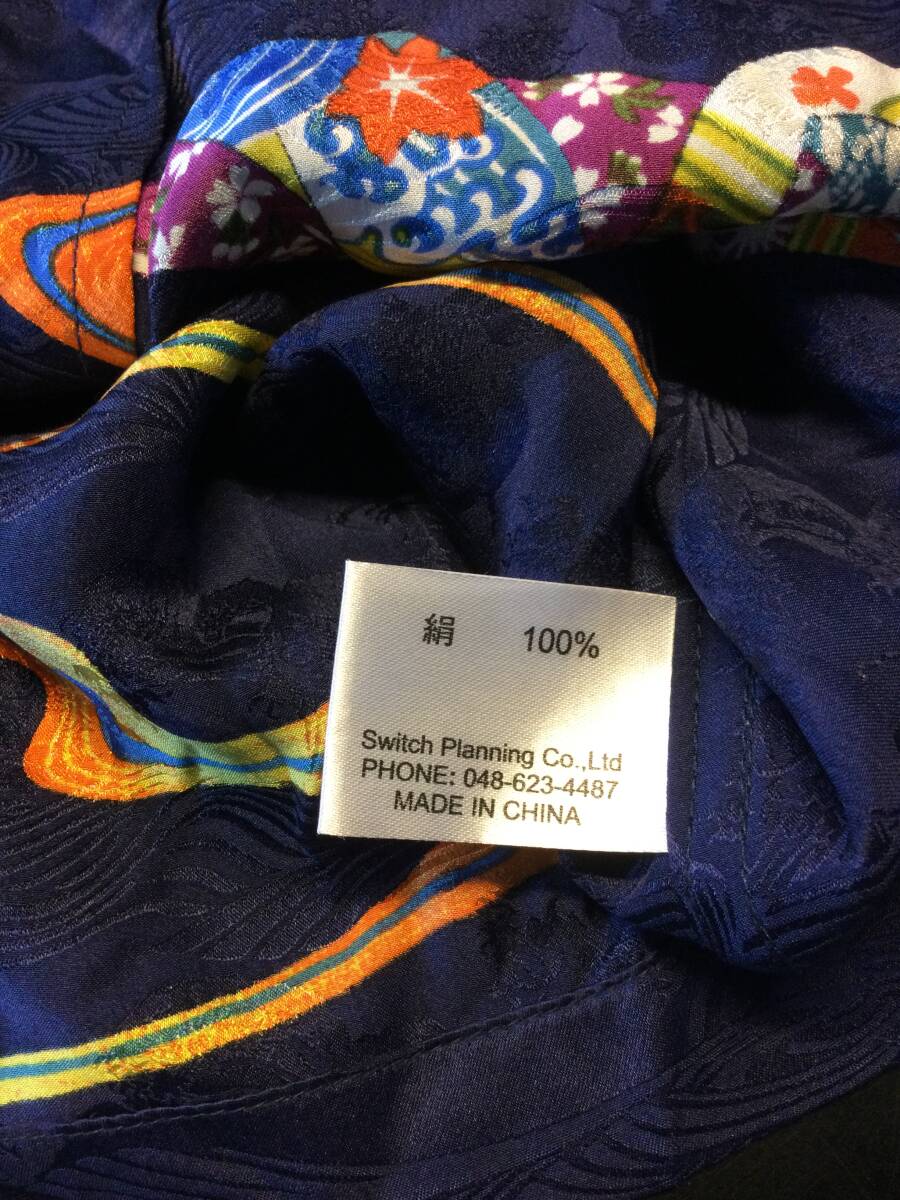 絹 100%
Switch Planning Co.,Ltd
PHONE: 048-623-4487
MADE IN CHINA